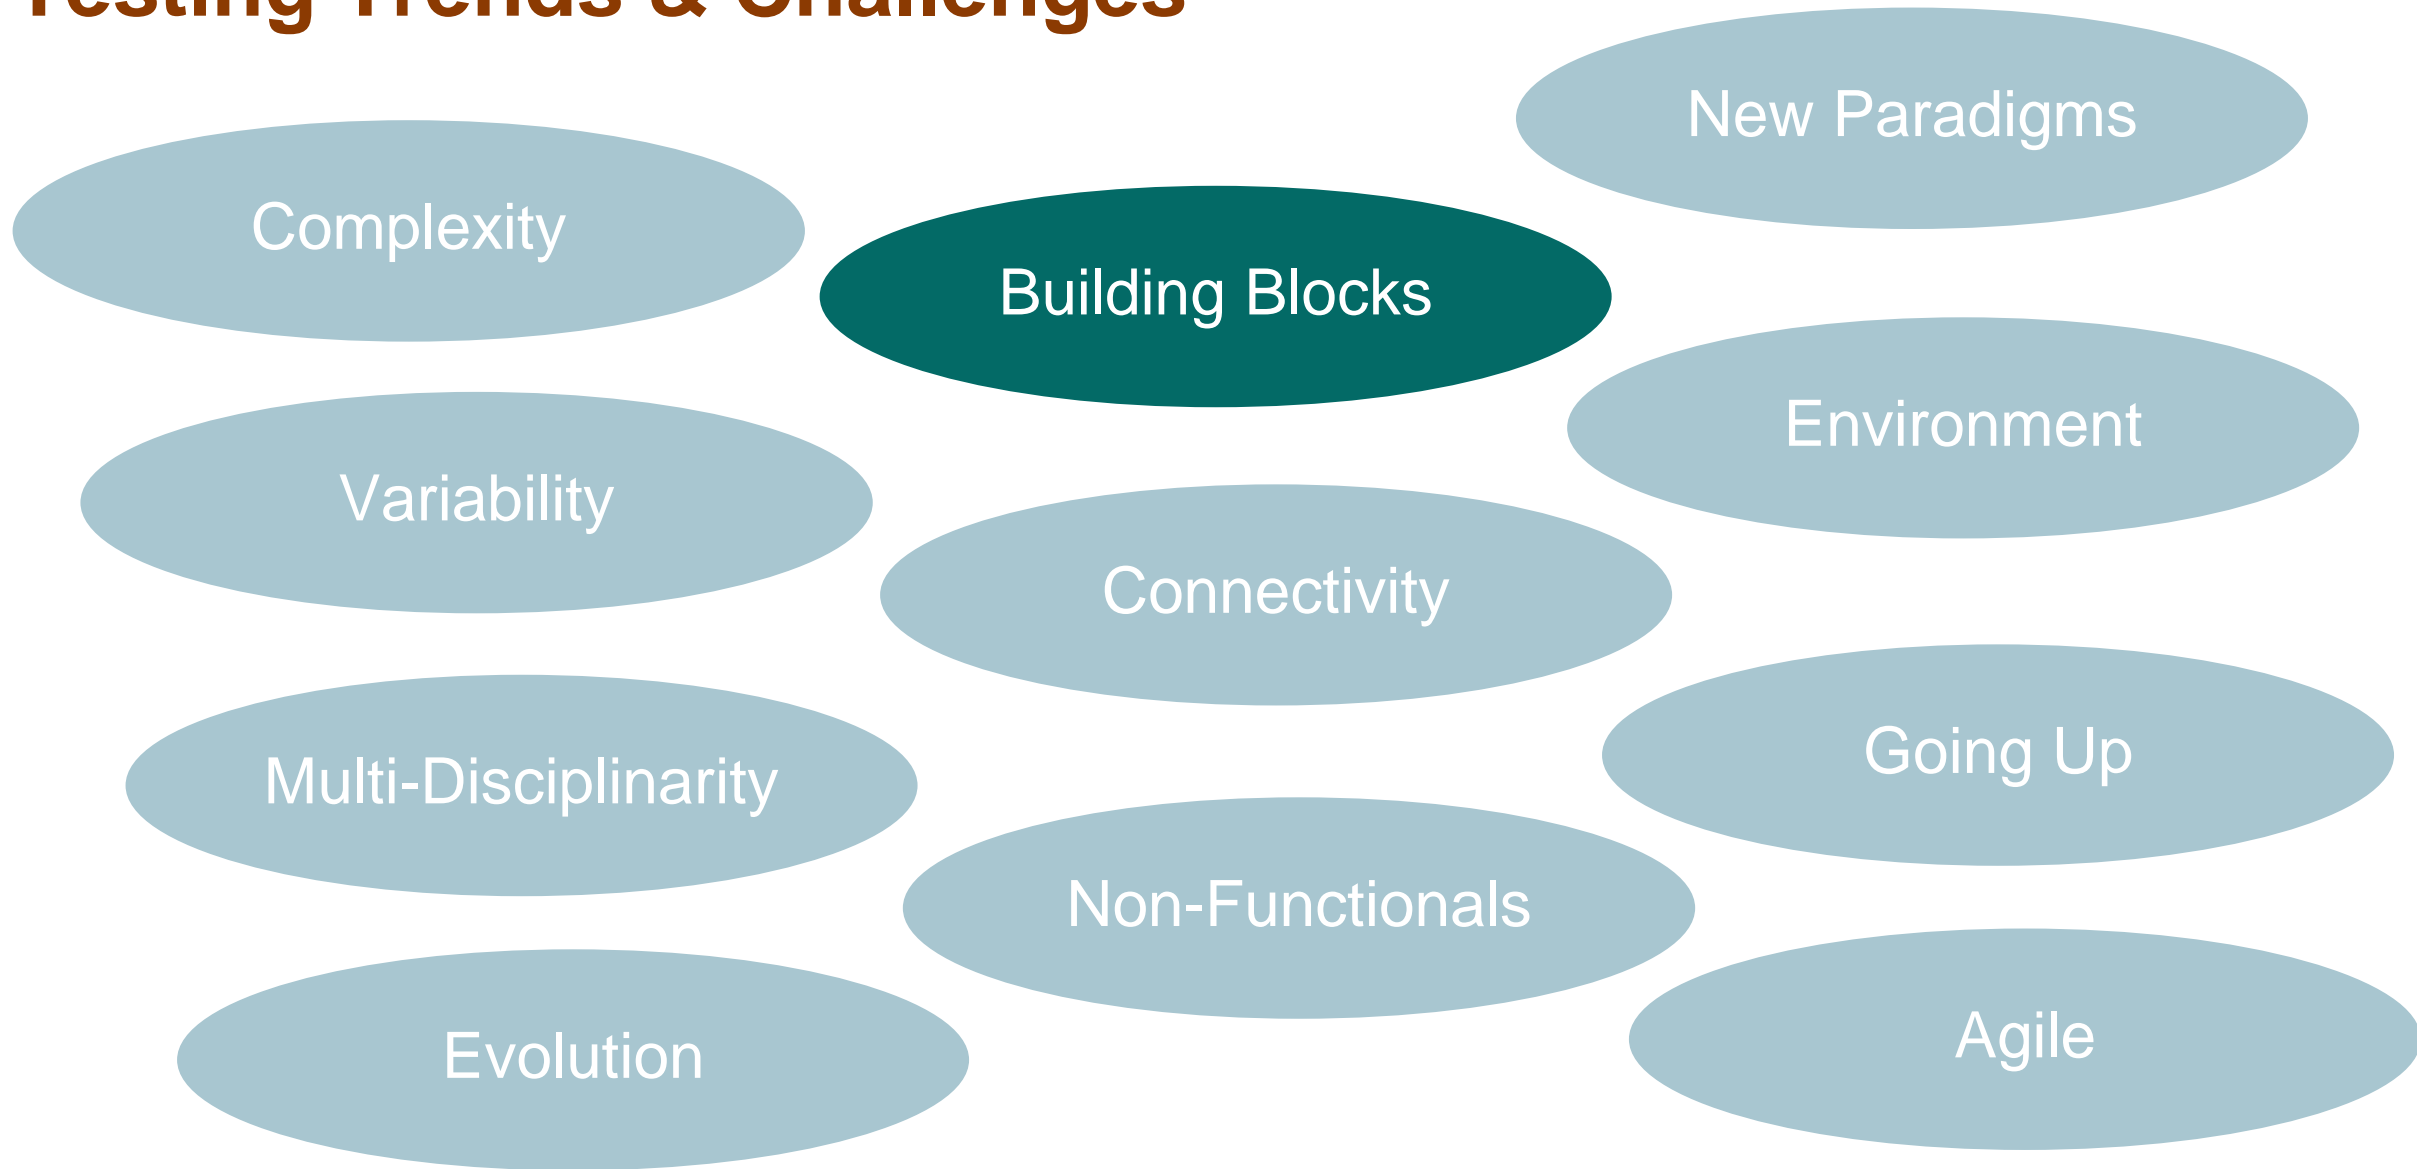 Testing Trends & Challenges
Complexity
Variability
Multi-Disciplinarity
Evolution
Building Blocks
Connectivity
Non-Functionals
New Paradigms
Environment
Going Up
Agile